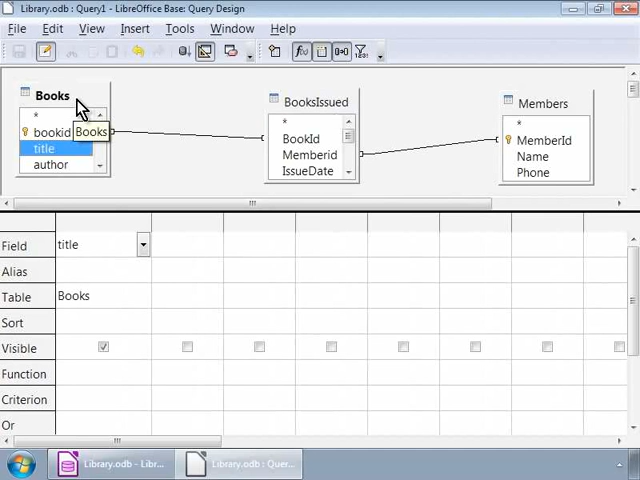 Library.odb : Query1 - LibreOffice Base: Query Design
File Edit View Insert Tools Window Help
Books
*
bookid
title
author
Books
BooksIssued
*
BookId
Memberid
IssueDate
Members
*
MemberId
Name
Phone
Field title
Alias
Table Books
Sort
Visible
Function
Criterion
Or
Library.odb - Libr...
Library.odb : Que...